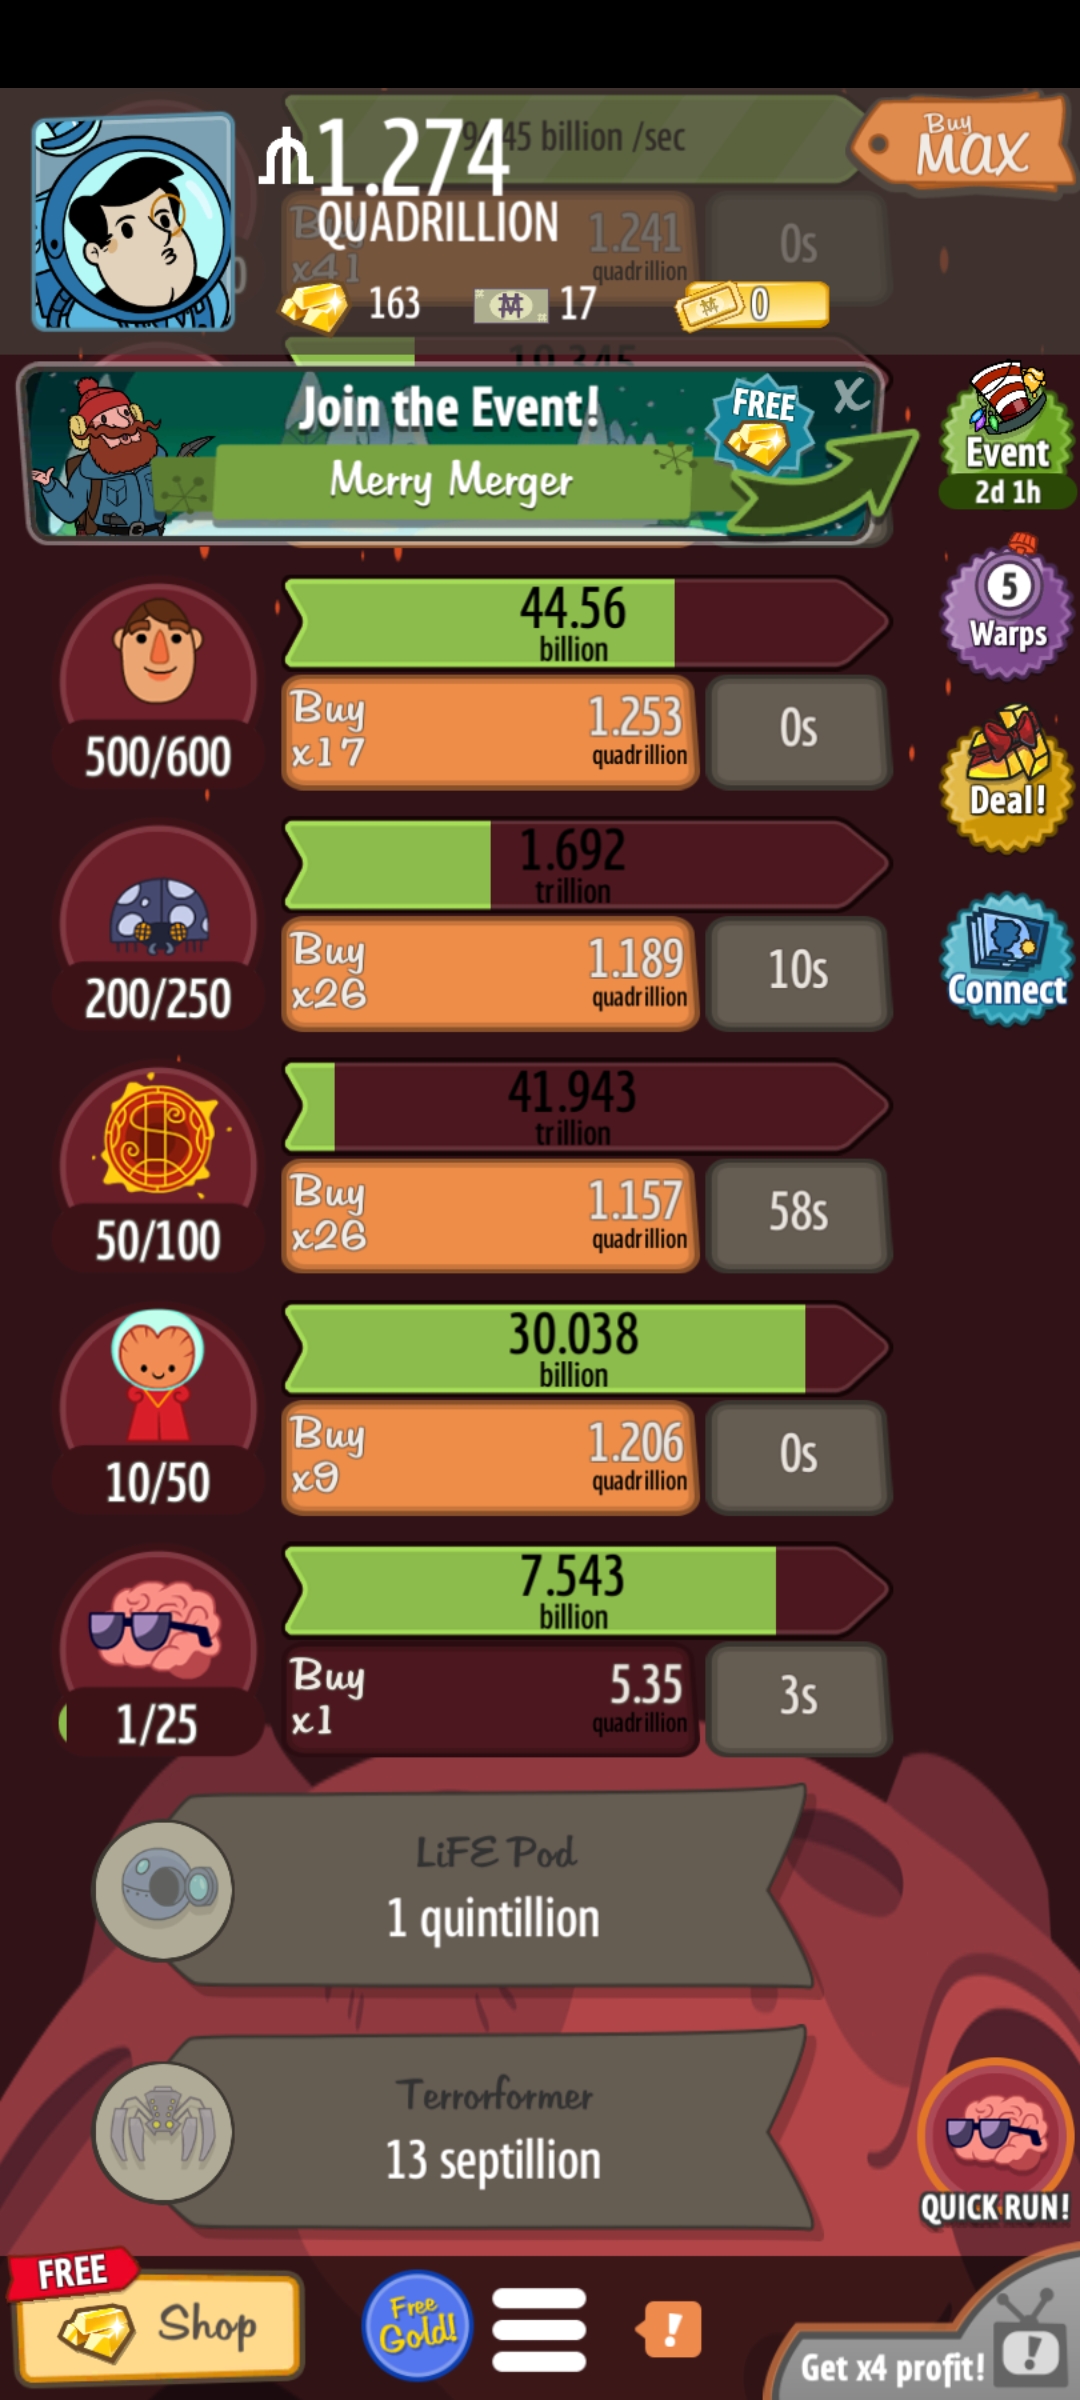 1.274
QUADRILLION
45 billion /sec
Buy
MAX
Buy
x41
1.241
quadrillion
0s
163
17
0
10.345
Join the Event!
Merry Merger
FREE
X
Event
2d 1h
44.56
billion
500/600
Buy
x17
1.253
quadrillion
0s
5
Warps
1.692
trillion
200/250
Buy
x26
1.189
quadrillion
10s
Deal!
Connect
41.943
trillion
50/100
Buy
x26
1.157
quadrillion
58s
30.038
billion
10/50
Buy
x9
1.206
quadrillion
0s
7.543
billion
1/25
Buy
x1
5.35
quadrillion
3s
LiFE Pod
1 quintillion
Terrorformer
13 septillion
QUICK RUN!
FREE
Shop
Free
Gold!
!
Get x4 profit!
!